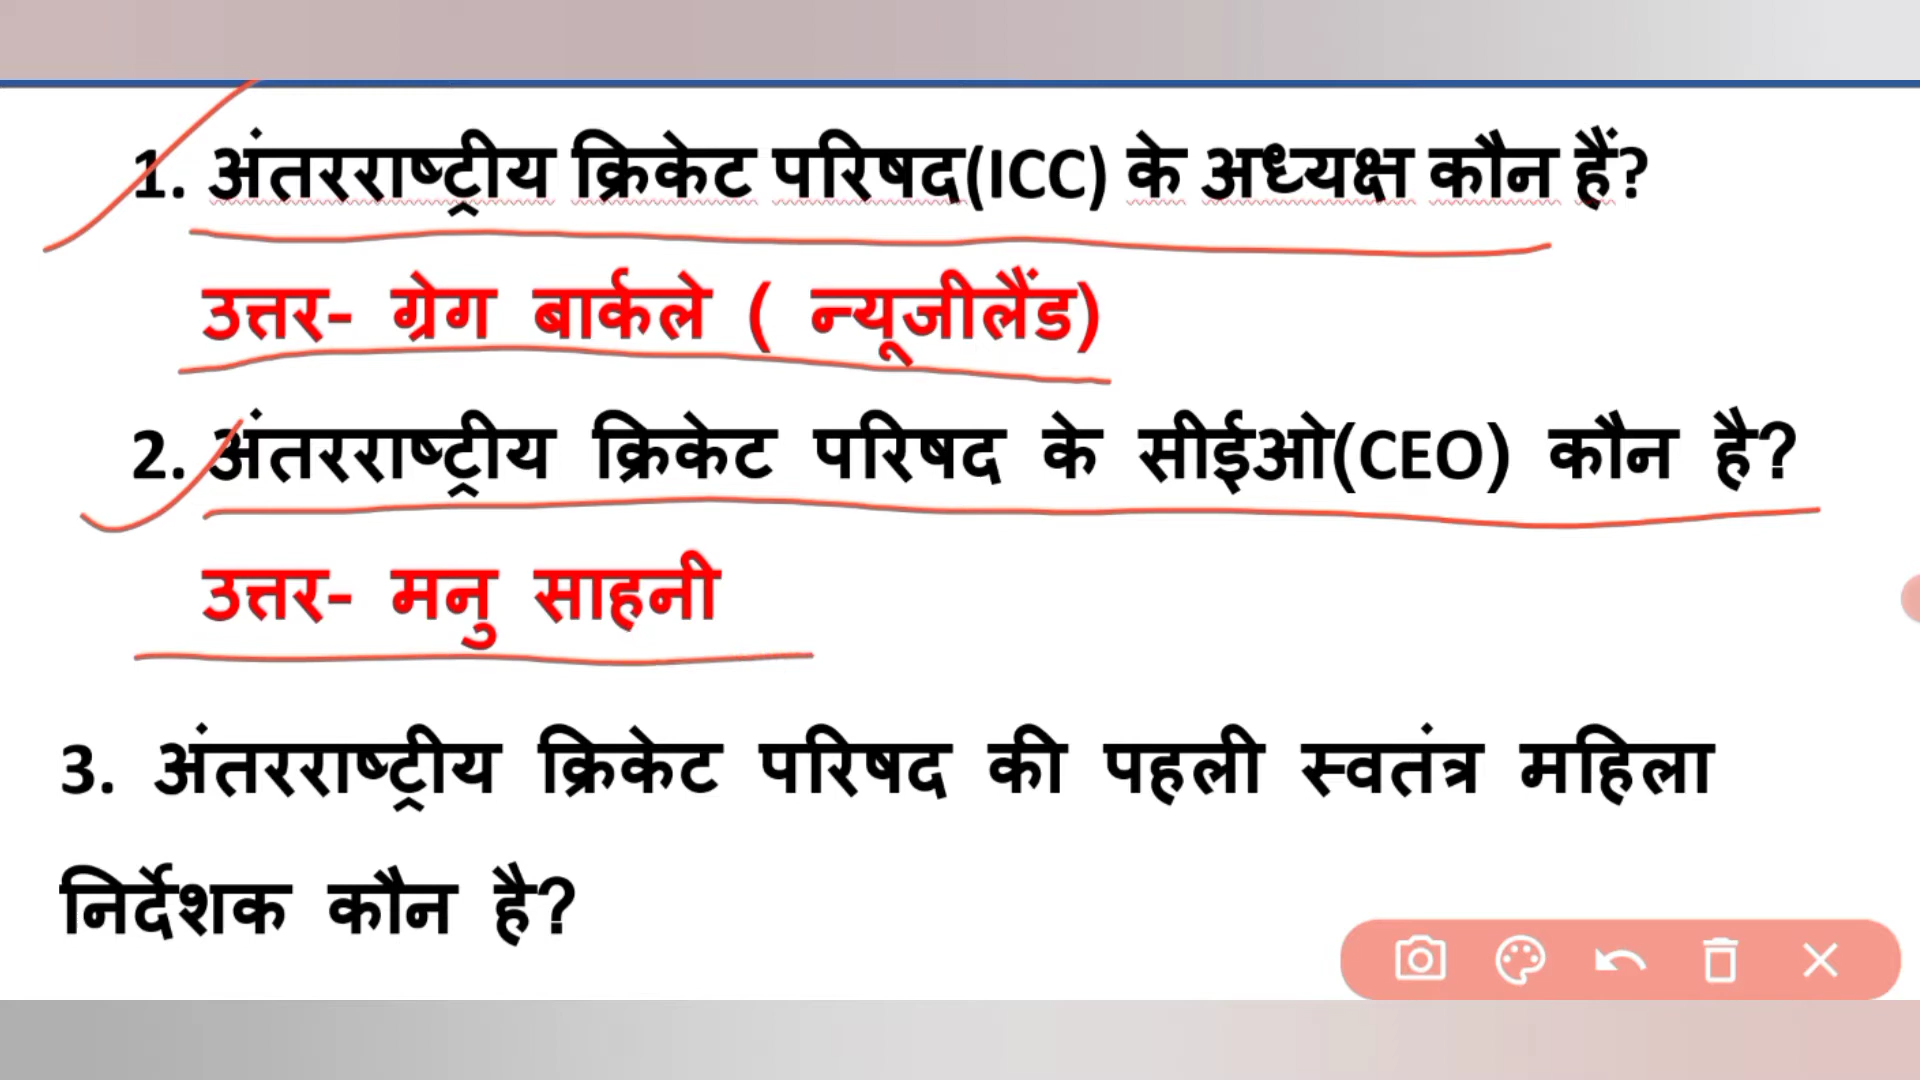 1. अंतरराष्ट्रीय क्रिकेट परिषद(ICC) के अध्यक्ष कौन हैं?
उत्तर- ग्रेग बार्कले ( न्यूजीलैंड)
2. अंतरराष्ट्रीय क्रिकेट परिषद के सीईओ(CEO) कौन है?
उत्तर- मनु साहनी
3. अंतरराष्ट्रीय क्रिकेट परिषद की पहली स्वतंत्र महिला
निर्देशक कौन है?